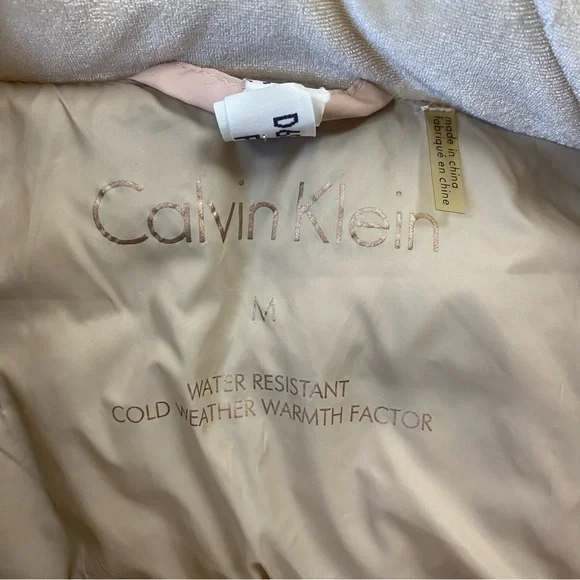 made in china
fabriqué en chine
Calvin Klein
M
WATER RESISTANT
COLD WEATHER WARMTH FACTOR